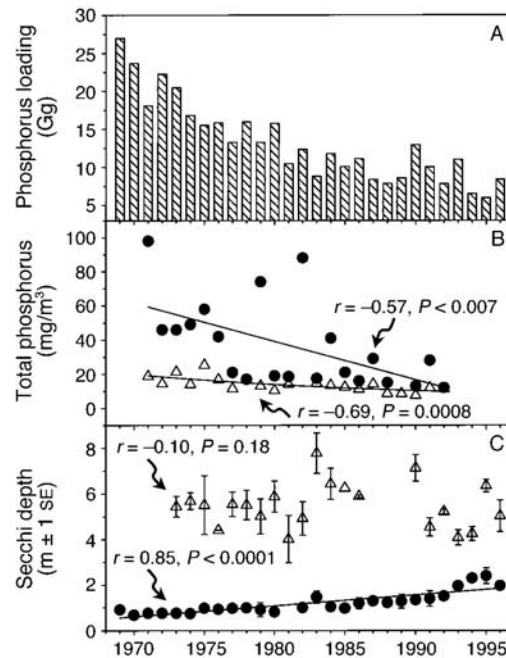 A
Phosphorus loading
(Gg)
30
25
20
15
10
5
B
Total phosphorus
(mg/m³)
100
80
60
40
20
0
r = −0.57, P < 0.007
r = −0.69, P = 0.0008
C
Secchi depth
(m ± 1 SE)
8
6
4
2
0
r = −0.10, P = 0.18
r = 0.85, P < 0.0001
1970 1975 1980 1985 1990 1995